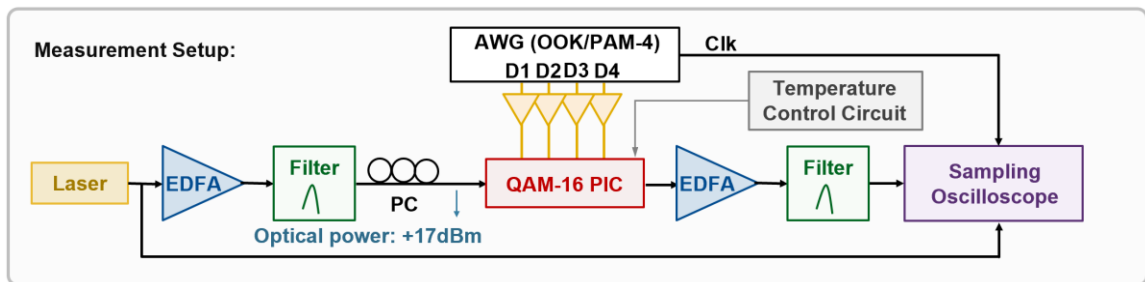 Measurement Setup:
AWG (OOK/PAM-4)
D1 D2 D3 D4
Clk
Temperature
Control Circuit
Laser
EDFA
Filter
PC
QAM-16 PIC
EDFA
Filter
Sampling
Oscilloscope
Optical power: +17dBm